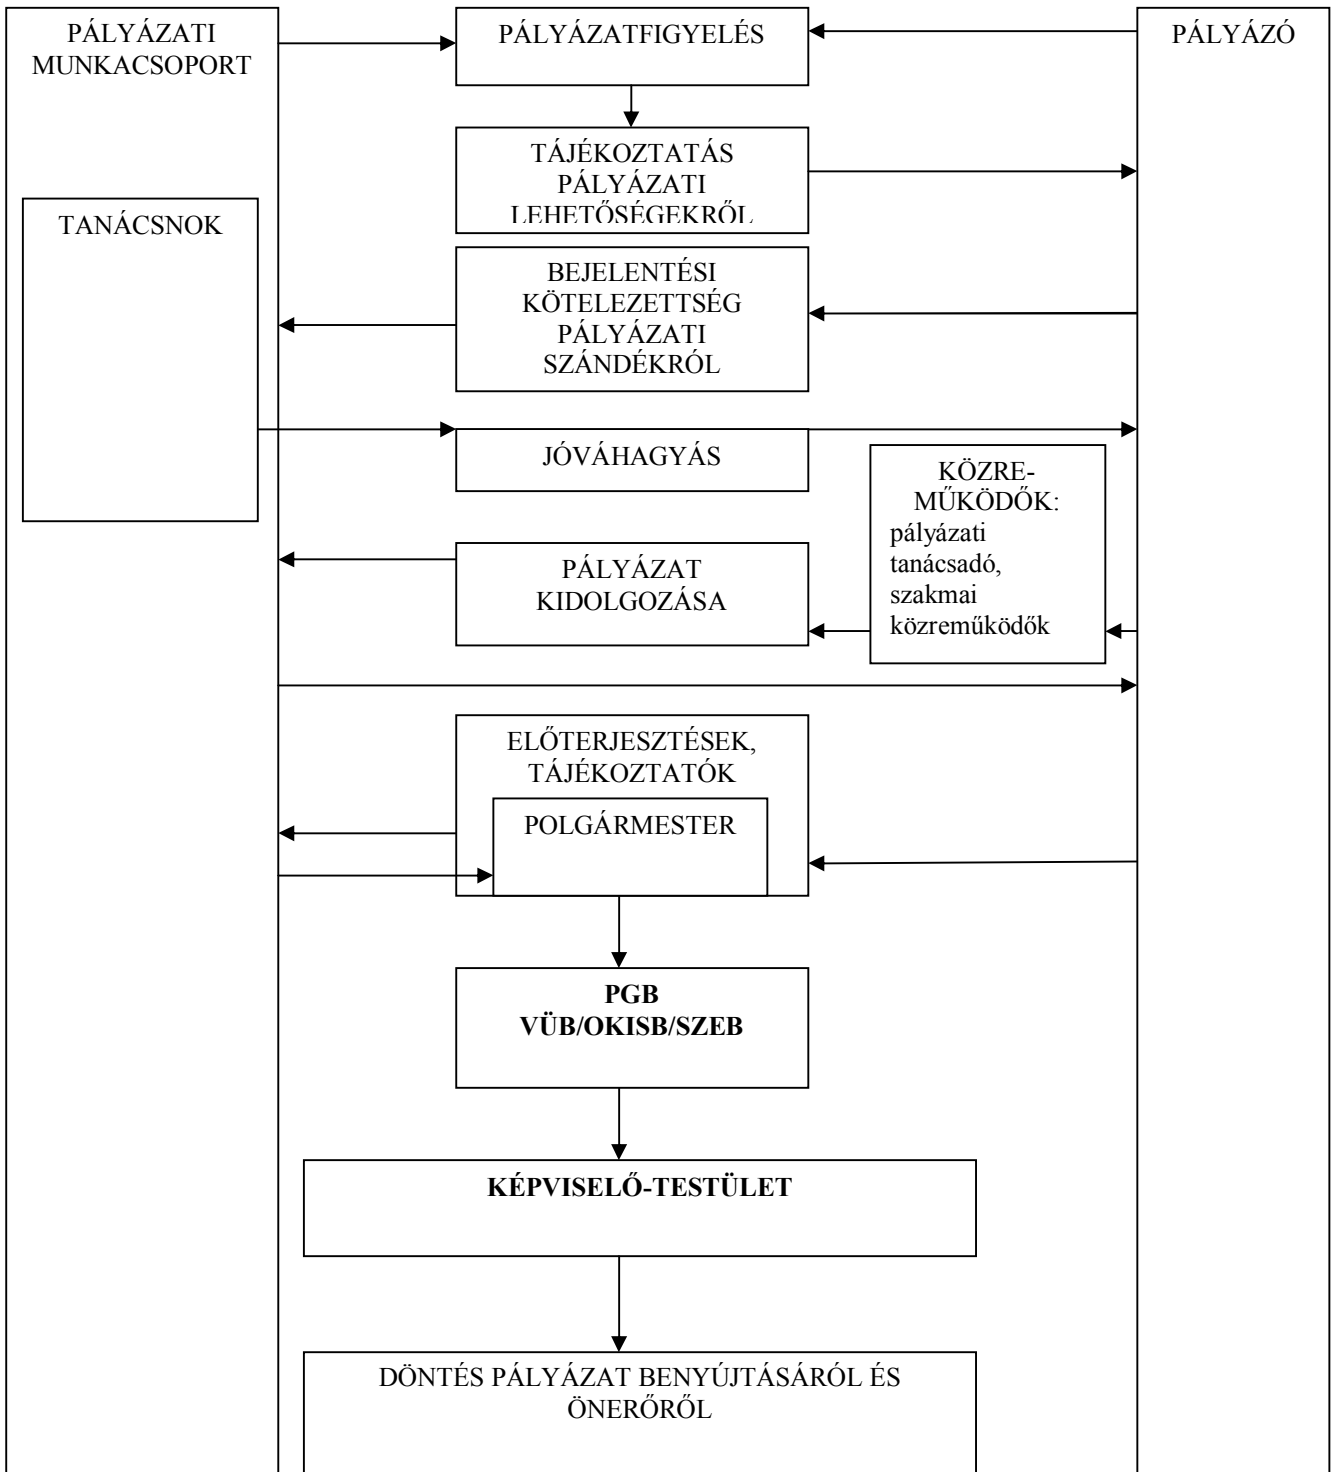 PÁLYÁZATI
MUNKACSOPORT
PÁLYÁZATFIGYELÉS
PÁLYÁZÓ
TÁJÉKOZTATÁS
PÁLYÁZATI
LEHETŐSÉGEKRŐL
TANÁCSNOK
BEJELENTÉSI
KÖTELEZETTSÉG
PÁLYÁZATI
SZÁNDÉKRÓL
JÓVÁHAGYÁS
KÖZRE-
MŰKÖDŐK:
pályázati
tanácsadó,
szakmai
közreműködők
PÁLYÁZAT
KIDOLGOZÁSA
ELŐTERJESZTÉSEK,
TÁJÉKOZTATÓK
POLGÁRMESTER
PGB
VÜB/OKISB/SZEB
KÉPVISELŐ-TESTÜLET
DÖNTÉS PÁLYÁZAT BENYÚJTÁSÁRÓL ÉS
ÖNERŐRŐL